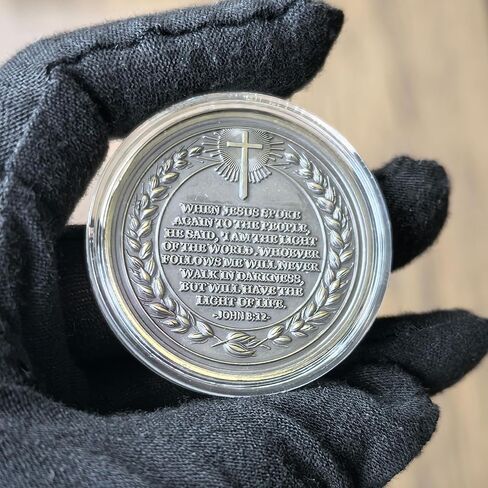 WHEN JESUS SPOKE
AGAIN TO THE PEOPLE,
HE SAID, "I AM THE LIGHT
OF THE WORLD. WHOEVER
FOLLOWS ME WILL NEVER
WALK IN DARKNESS,
BUT WILL HAVE THE
LIGHT OF LIFE.
-JOHN 8:12-